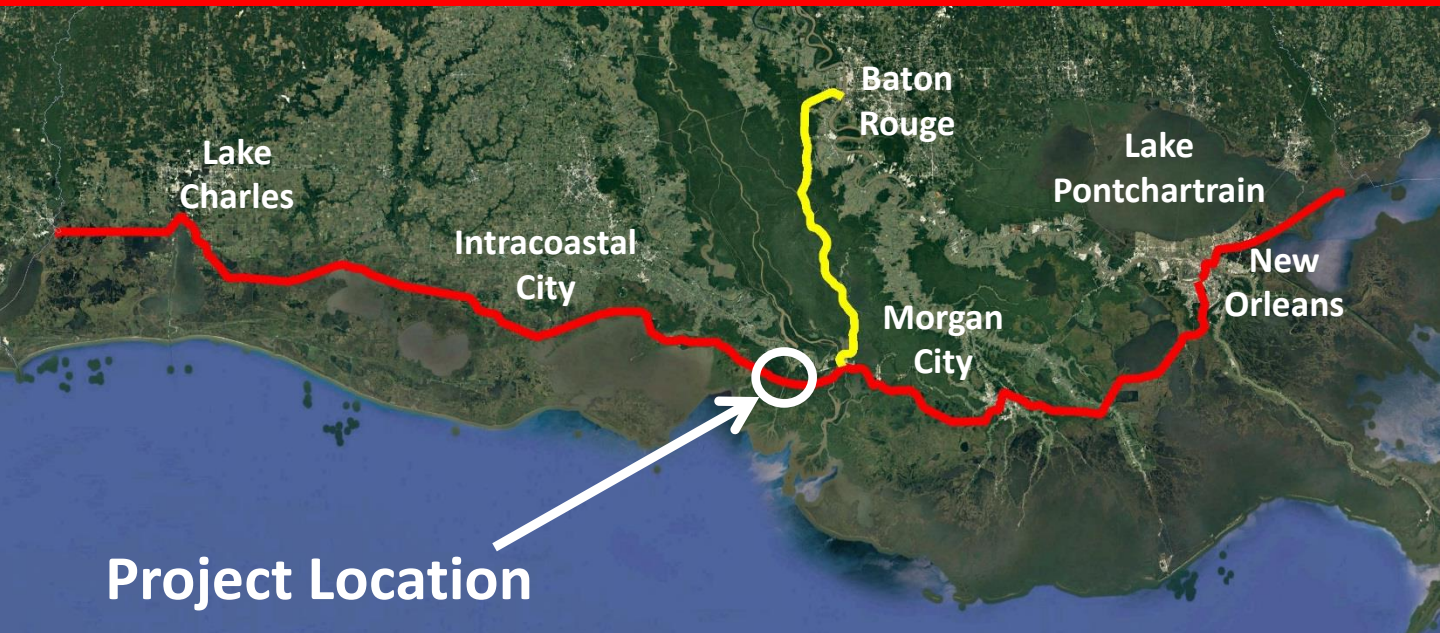 Baton
Rouge
Lake
Charles
Lake
Pontchartrain
Intracoastal
City
New
Orleans
Morgan
City
Project Location